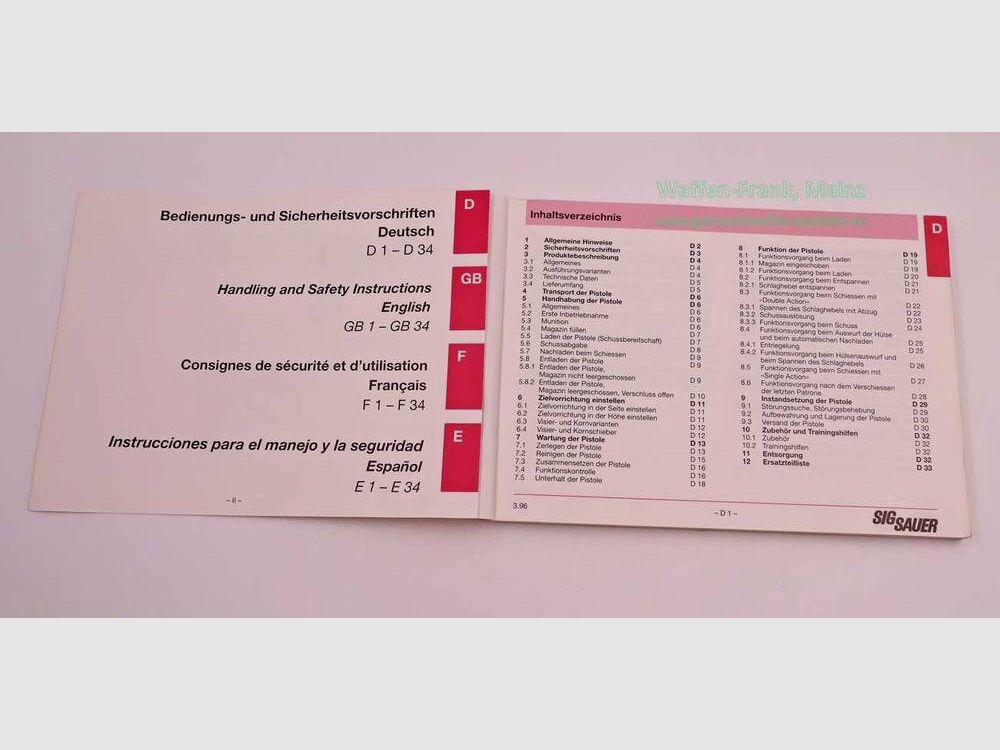 Bedienungs- und Sicherheitsvorschriften
Deutsch
D 1 – D 34
D
Handling and Safety Instructions
English
GB 1 – GB 34
GB
Consignes de sécurité et d'utilisation
Français
F 1 – F 34
F
Instrucciones para el manejo y la seguridad
Español
E 1 – E 34
E
– II –
Waffen-Frank, Mainz
Inhaltsverzeichnis
D
1 Allgemeine Hinweise D 2
2 Sicherheitsvorschriften D 3
3 Produktebeschreibung D 4
3.1 Allgemeines D 4
3.2 Ausführungsvarianten D 4
3.3 Technische Daten D 5
3.4 Lieferumfang D 5
4 Transport der Pistole D 6
5 Handhabung der Pistole D 6
5.1 Allgemeines D 6
5.2 Erste Inbetriebnahme D 6
5.3 Munition D 6
5.4 Magazin füllen D 7
5.5 Laden der Pistole (Schussbereitschaft) D 7
5.6 Schussabgabe D 8
5.7 Nachladen beim Schiessen D 9
5.8 Entladen der Pistole D 9
5.8.1 Entladen der Pistole,
Magazin nicht leergeschossen D 9
5.8.2 Entladen der Pistole,
Magazin leergeschossen, Verschluss offen D 10
6 Zielvorrichtung einstellen D 11
6.1 Zielvorrichtung in der Seite einstellen D 11
6.2 Zielvorrichtung in der Höhe einstellen D 11
6.3 Visier- und Kornvarianten D 12
6.4 Visier- und Kornschieber D 12
7 Wartung der Pistole D 13
7.1 Zerlegen der Pistole D 13
7.2 Reinigen der Pistole D 15
7.3 Zusammensetzen der Pistole D 16
7.4 Funktionskontrolle D 16
7.5 Unterhalt der Pistole D 18
8 Funktion der Pistole D 19
8.1 Funktionsvorgang beim Laden D 19
8.1.1 Magazin eingeschoben D 19
8.1.2 Funktionsvorgang beim Laden D 20
8.2 Funktionsvorgang beim Entspannen D 21
8.2.1 Schlaghebel entspannen D 21
8.3 Funktionsvorgang beim Schiessen mit
«Double Action» D 22
8.3.1 Spannen des Schlaghebels mit Abzug D 22
8.3.2 Schussauslösung D 23
8.3.3 Funktionsvorgang beim Schuss D 24
8.4 Funktionsvorgang beim Auswurf der Hülse
und beim automatischen Nachladen D 25
8.4.1 Entriegelung D 25
8.4.2 Funktionsvorgang beim Hülsenauswurf und
beim Spannen des Schlaghebels D 26
8.5 Funktionsvorgang beim Schiessen mit
«Single Action» D 27
8.6 Funktionsvorgang nach dem Verschiessen
der letzten Patrone D 28
9 Instandsetzung der Pistole D 29
9.1 Störungssuche, Störungsbehebung D 29
9.2 Aufbewahrung und Lagerung der Pistole D 30
9.3 Versand der Pistole D 30
10 Zubehör und Trainingshilfen D 32
10.1 Zubehör D 32
10.2 Trainingshilfen D 32
11 Entsorgung D 32
12 Ersatzteilliste D 33
3.96
– D 1 –
SIG SAUER